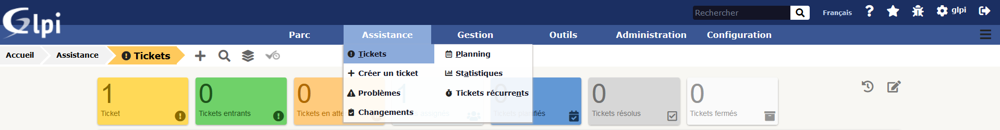 Glpi
Rechercher
Français
glpi
Parc
Assistance
Gestion
Outils
Administration
Configuration
Accueil
Assistance
Tickets
Tickets
Créer un ticket
Problèmes
Changements
Planning
Statistiques
Tickets récurrents
1
Ticket
0
Tickets entrants
0
Tickets en atte
1
assignés
0
Tickets planifiés
0
Tickets résolus
0
Tickets fermés